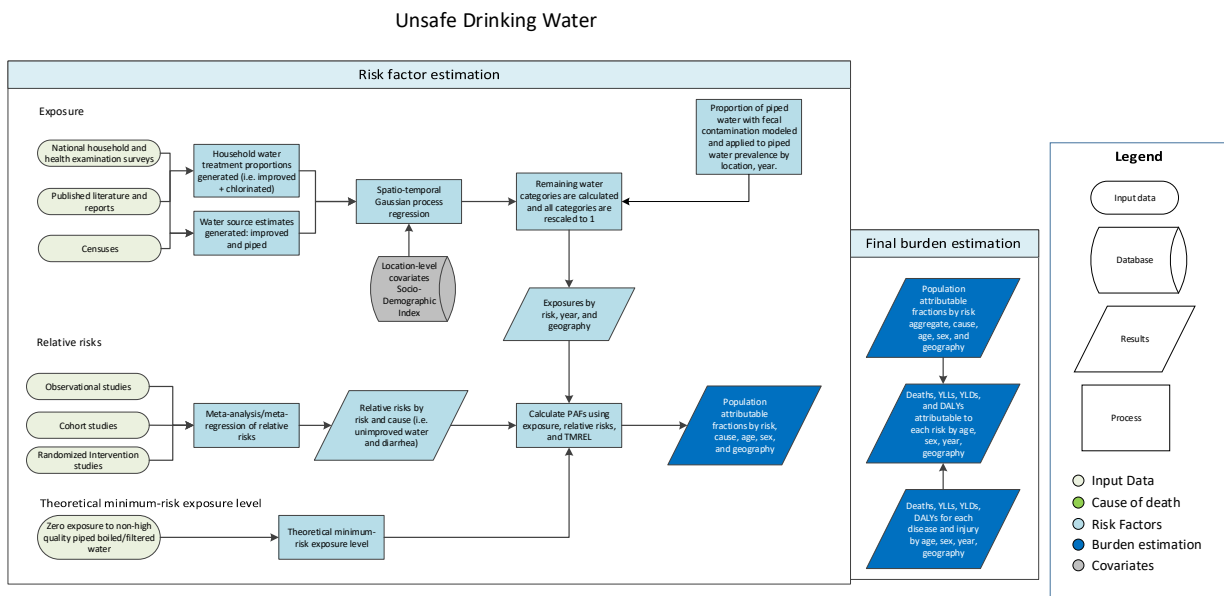 Unsafe Drinking Water
Risk factor estimation
Exposure
National household and
health examination surveys
Published literature and
reports
Censuses
Household water
treatment proportions
generated (i.e. improved
+ chlorinated)
Water source estimates
generated: improved
and piped
Spatio-temporal
Gaussian process
regression
Location-level
covariates
Socio-
Demographic
Index
Remaining water
categories are calculated
and all categories are
rescaled to 1
Proportion of piped
water with fecal
contamination modeled
and applied to piped
water prevalence by
location, year.
Exposures by
risk, year, and
geography
Relative risks
Observational studies
Cohort studies
Randomized Intervention
studies
Meta-analysis/meta-
regression of relative
risks
Relative risks by
risk and cause (i.e.
unimproved water
and diarrhea)
Calculate PAFs using
exposure, relative risks,
and TMREL
Population
attributable
fractions by risk,
cause, age, sex,
and geography
Theoretical minimum-risk exposure level
Zero exposure to non-high
quality piped boiled/filtered
water
Theoretical minimum-
risk exposure level
Final burden estimation
Population
attributable
fractions by risk
aggregate, cause,
age, sex, and
geography
Deaths, YLLs, YLDs,
and DALYs
attributable to
each risk by age,
sex, year,
geography
Deaths, YLLs, YLDs,
DALYs for each
disease and injury
by age, sex, year,
geography
Legend
Input data
Database
Results
Process
Input Data
Cause of death
Risk Factors
Burden estimation
Covariates